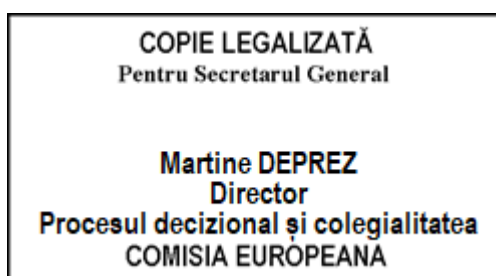 COPIE LEGALIZATĂ
Pentru Secretarul General
Martine DEPREZ
Director
Procesul decizional și colegialitatea
COMISIA EUROPEANA